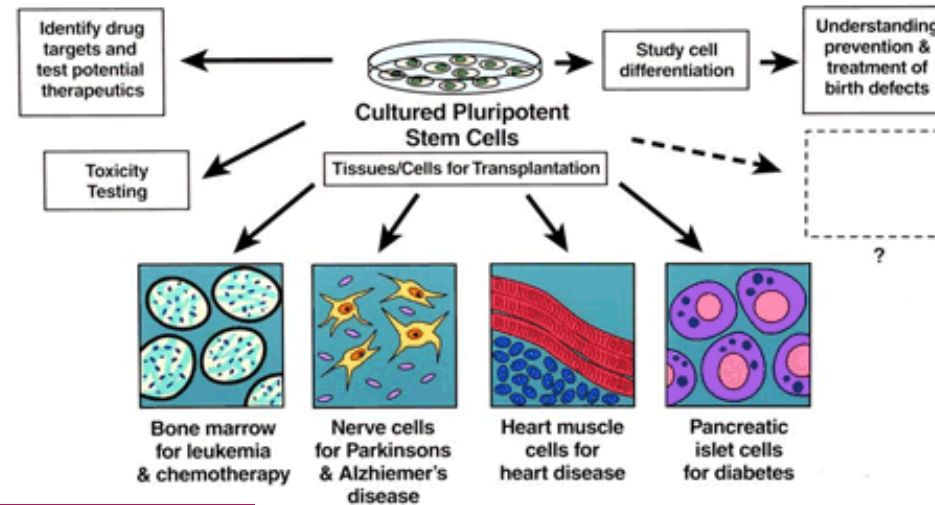 Identify drug
targets and
test potential
therapeutics
Cultured Pluripotent
Stem Cells
Study cell
differentiation
Understanding
prevention &
treatment of
birth defects
Toxicity
Testing
Tissues/Cells for Transplantation
?
Bone marrow
for leukemia
& chemotherapy
Nerve cells
for Parkinsons
& Alzhiemer's
disease
Heart muscle
cells for
heart disease
Pancreatic
islet cells
for diabetes